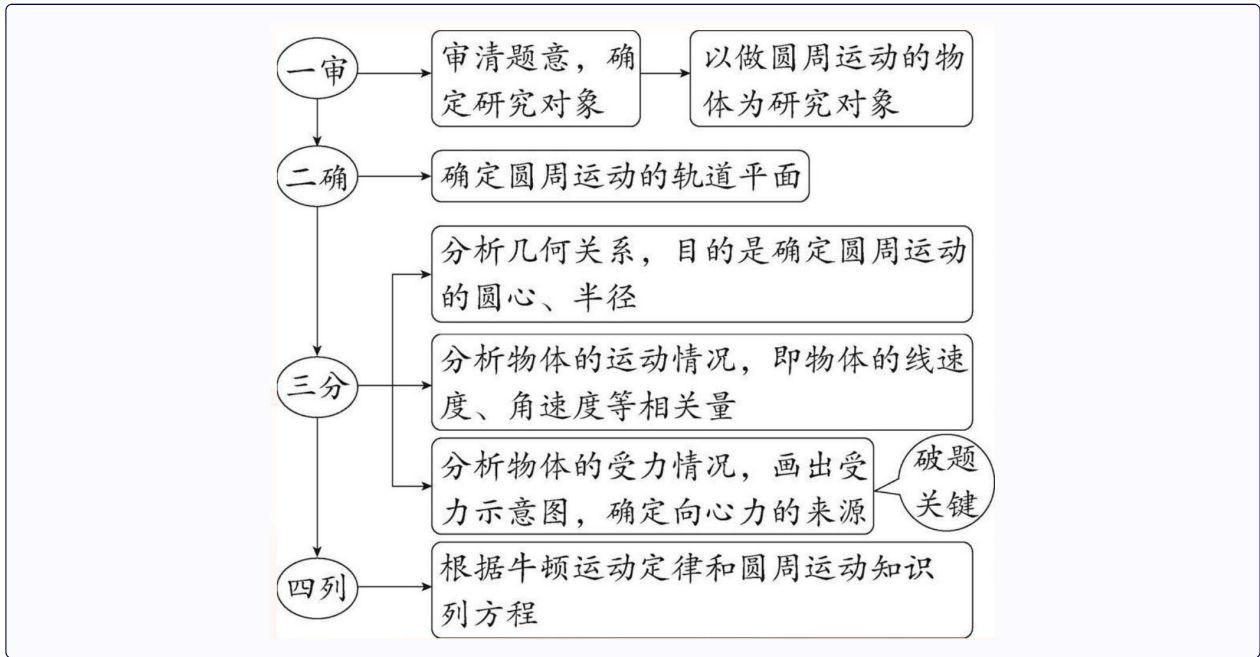 一审
审清题意，确
定研究对象
以做圆周运动的物
体为研究对象
二确
确定圆周运动的轨道平面
三分
分析几何关系，目的是确定圆周运动
的圆心、半径
分析物体的运动情况，即物体的线速
度、角速度等相关量
分析物体的受力情况，画出受
力示意图，确定向心力的来源
破题
关键
四列
根据牛顿运动定律和圆周运动知识
列方程